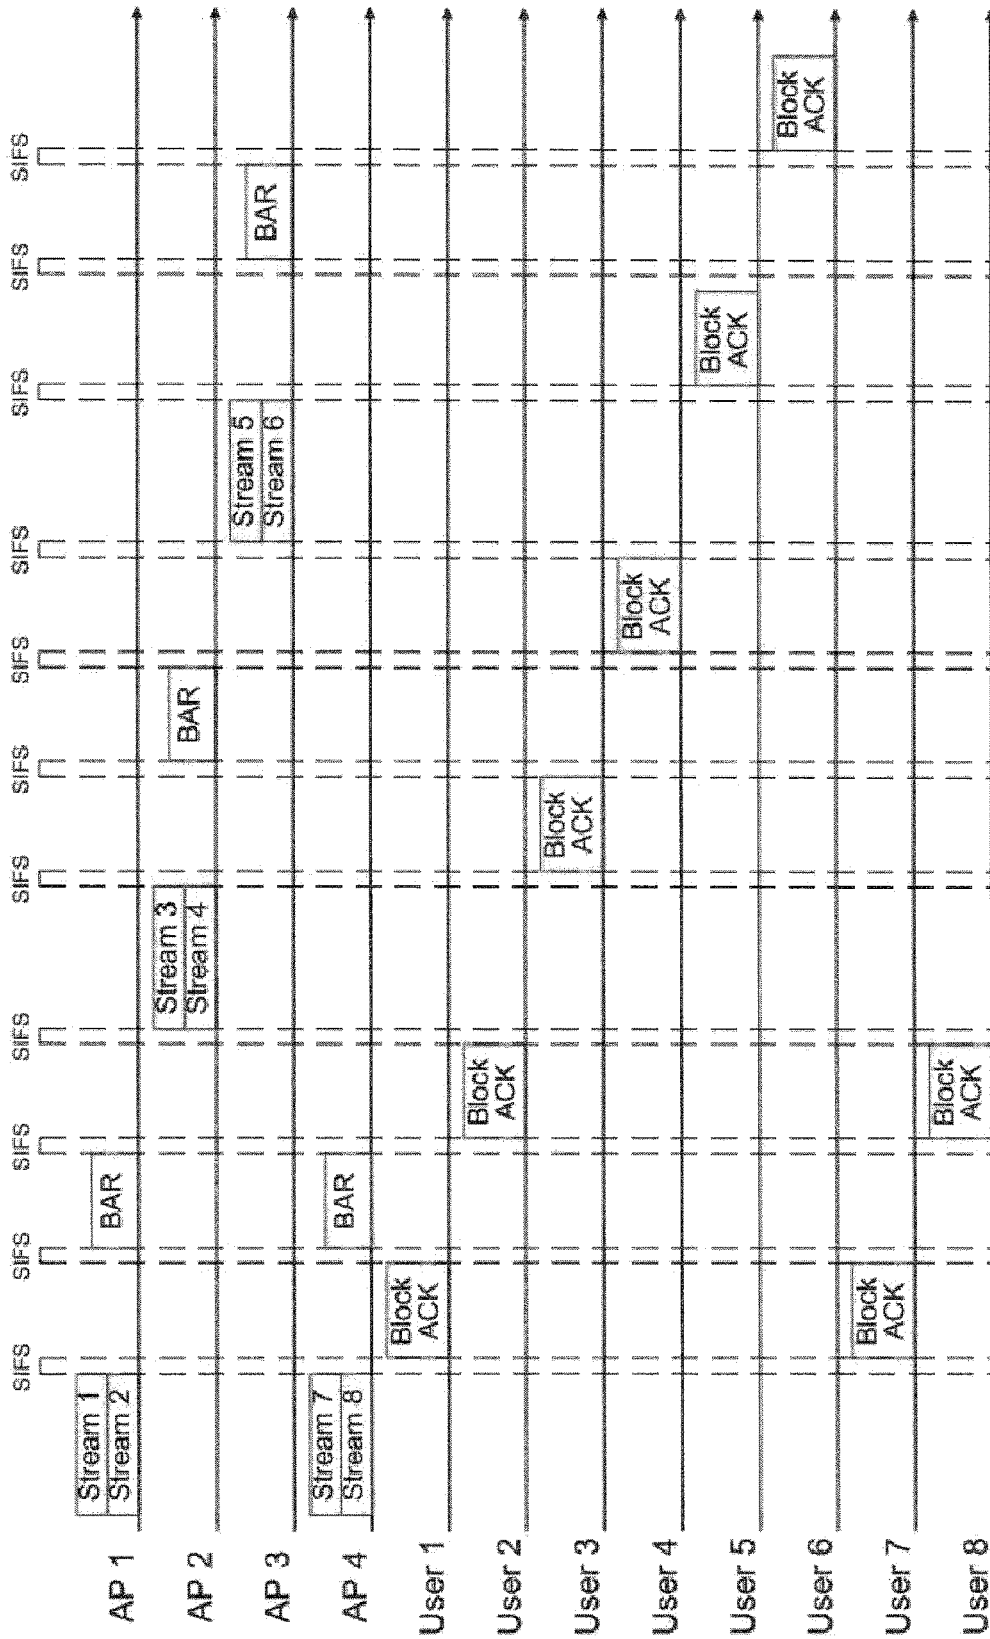 SIFS SIFS SIFS SIFS SIFS SIFS SIFS SIFS SIFS SIFS SIFS
AP 1
Stream 1
Stream 2
BAR
AP 2
Stream 3
Stream 4
BAR
AP 3
Stream 5
Stream 6
BAR
AP 4
Stream 7
Stream 8
BAR
User 1
Block
ACK
User 2
Block
ACK
User 3
Block
ACK
User 4
Block
ACK
User 5
Block
ACK
User 6
Block
ACK
User 7
Block
ACK
User 8
Block
ACK